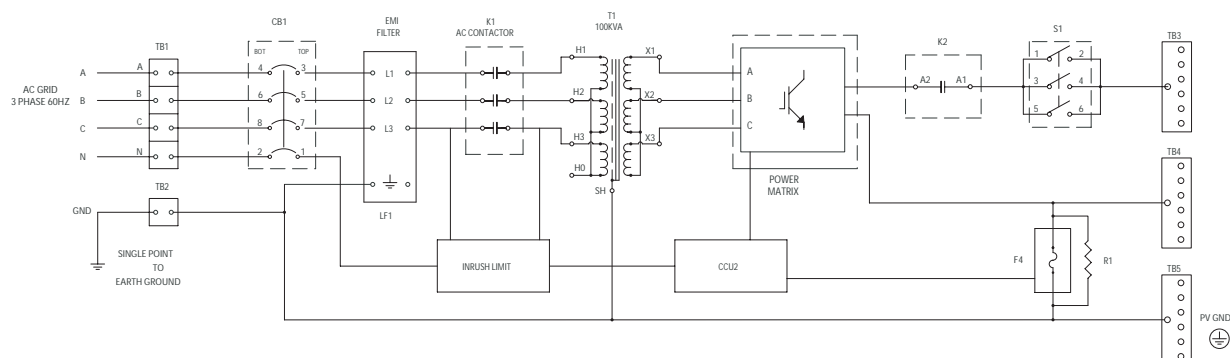 T1
100KVA
CB1
EMI
FILTER
K1
AC CONTACTOR
S1
TB3
K2
TB1
BOT
TOP
H1
X1
1
2
A
A
4
3
L1
A
A2
A1
AC GRID
3 PHASE 60HZ
B
B
6
5
L2
H2
X2
B
3
4
C
C
8
7
L3
C
5
6
H3
X3
N
N
2
1
H0
TB4
POWER
MATRIX
TB2
SH
GND
LF1
SINGLE POINT
TO
EARTH GROUND
INRUSH LIMIT
CCU2
F4
R1
TB5
PV GND